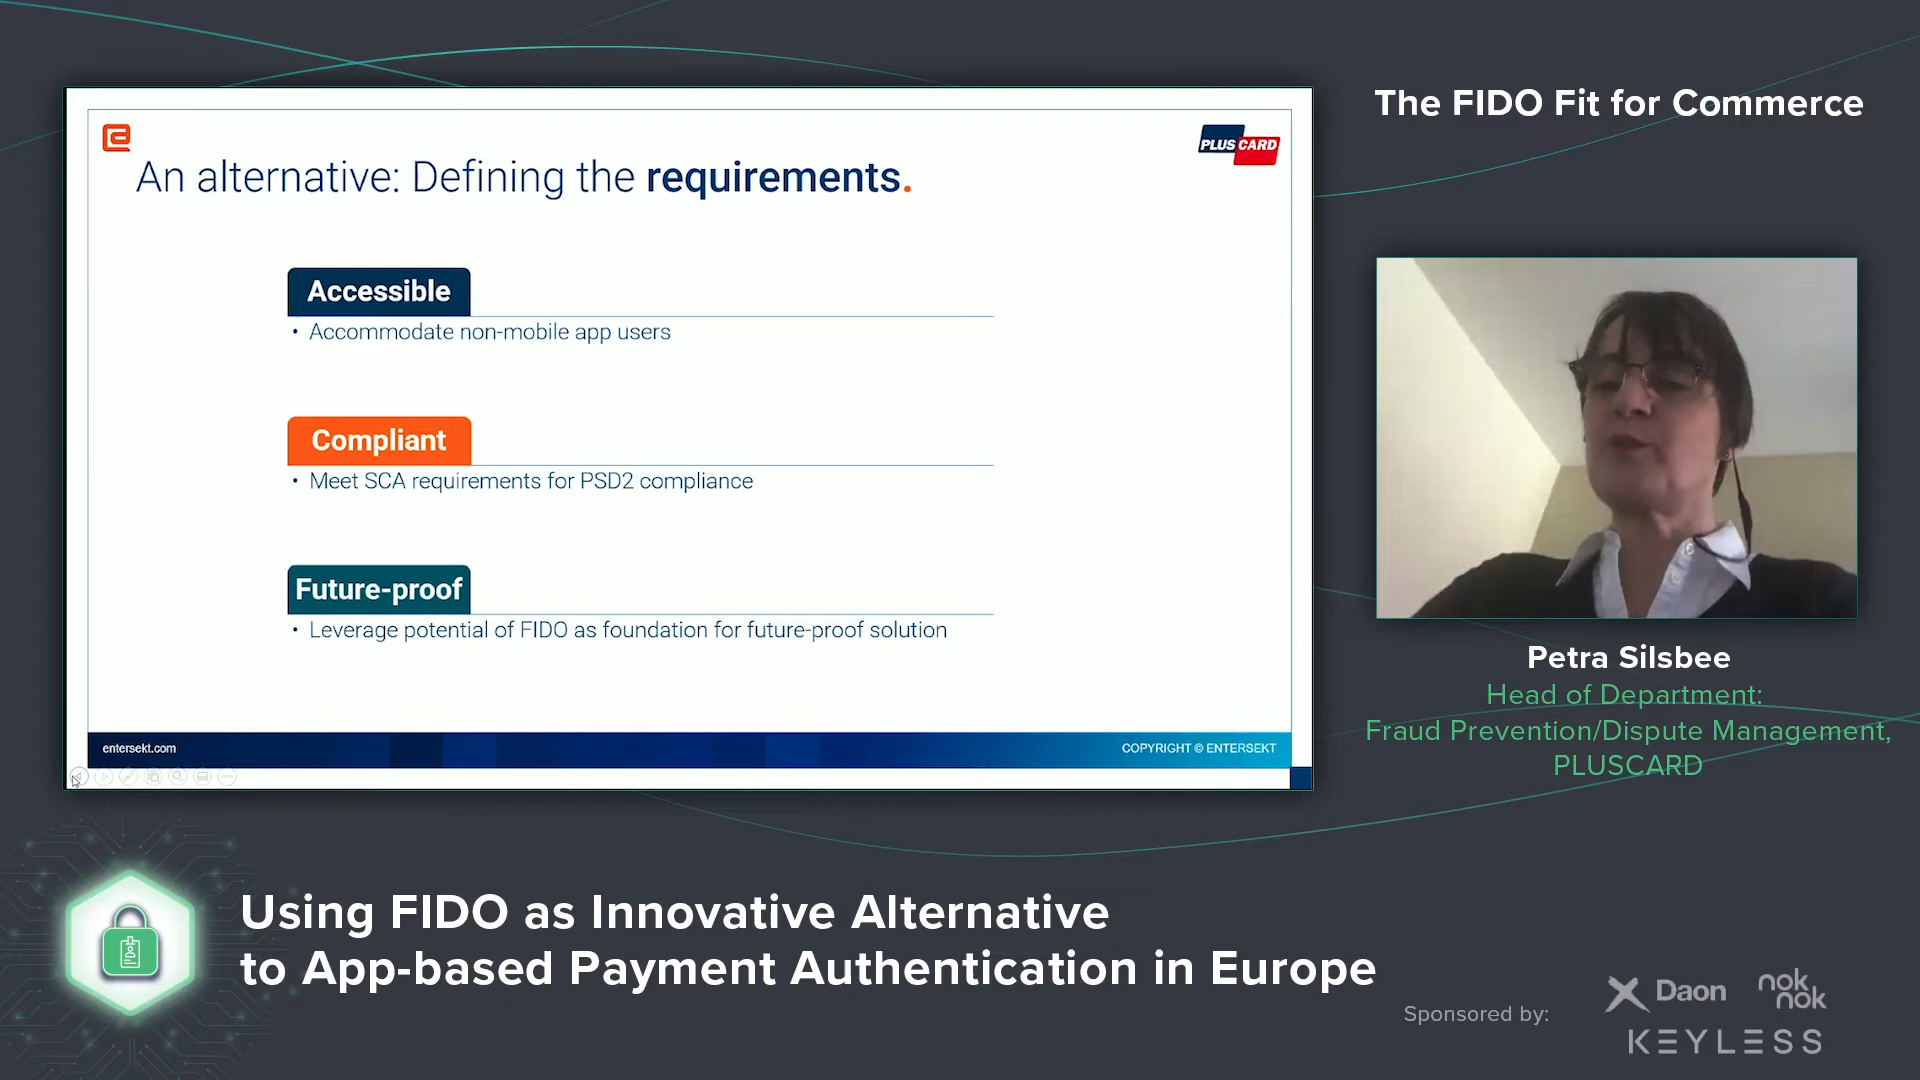 The FIDO Fit for Commerce
PLUS CARD
An alternative: Defining the requirements.
Accessible
• Accommodate non-mobile app users
Compliant
• Meet SCA requirements for PSD2 compliance
Future-proof
• Leverage potential of FIDO as foundation for future-proof solution
entersekt.com
COPYRIGHT © ENTERSEKT
Petra Silsbee
Head of Department:
Fraud Prevention/Dispute Management,
PLUSCARD
Using FIDO as Innovative Alternative
to App-based Payment Authentication in Europe
Sponsored by:
Daon
nok
nok
KEYLESS